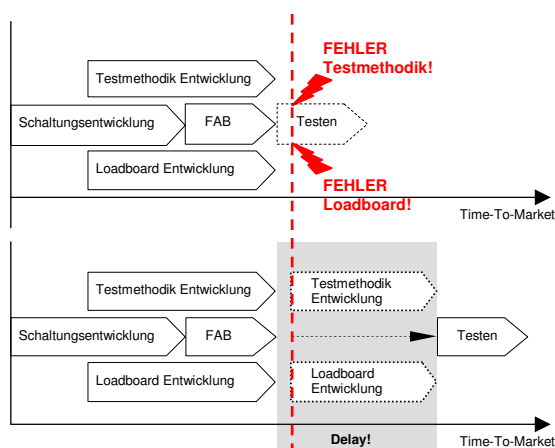 FEHLER
Testmethodik!
Testmethodik Entwicklung
Schaltungsentwicklung
FAB
Testen
Loadboard Entwicklung
FEHLER
Loadboard!
Time-To-Market
Testmethodik Entwicklung
Testmethodik
Entwicklung
Schaltungsentwicklung
FAB
Testen
Loadboard Entwicklung
Loadboard
Entwicklung
Delay!
Time-To-Market